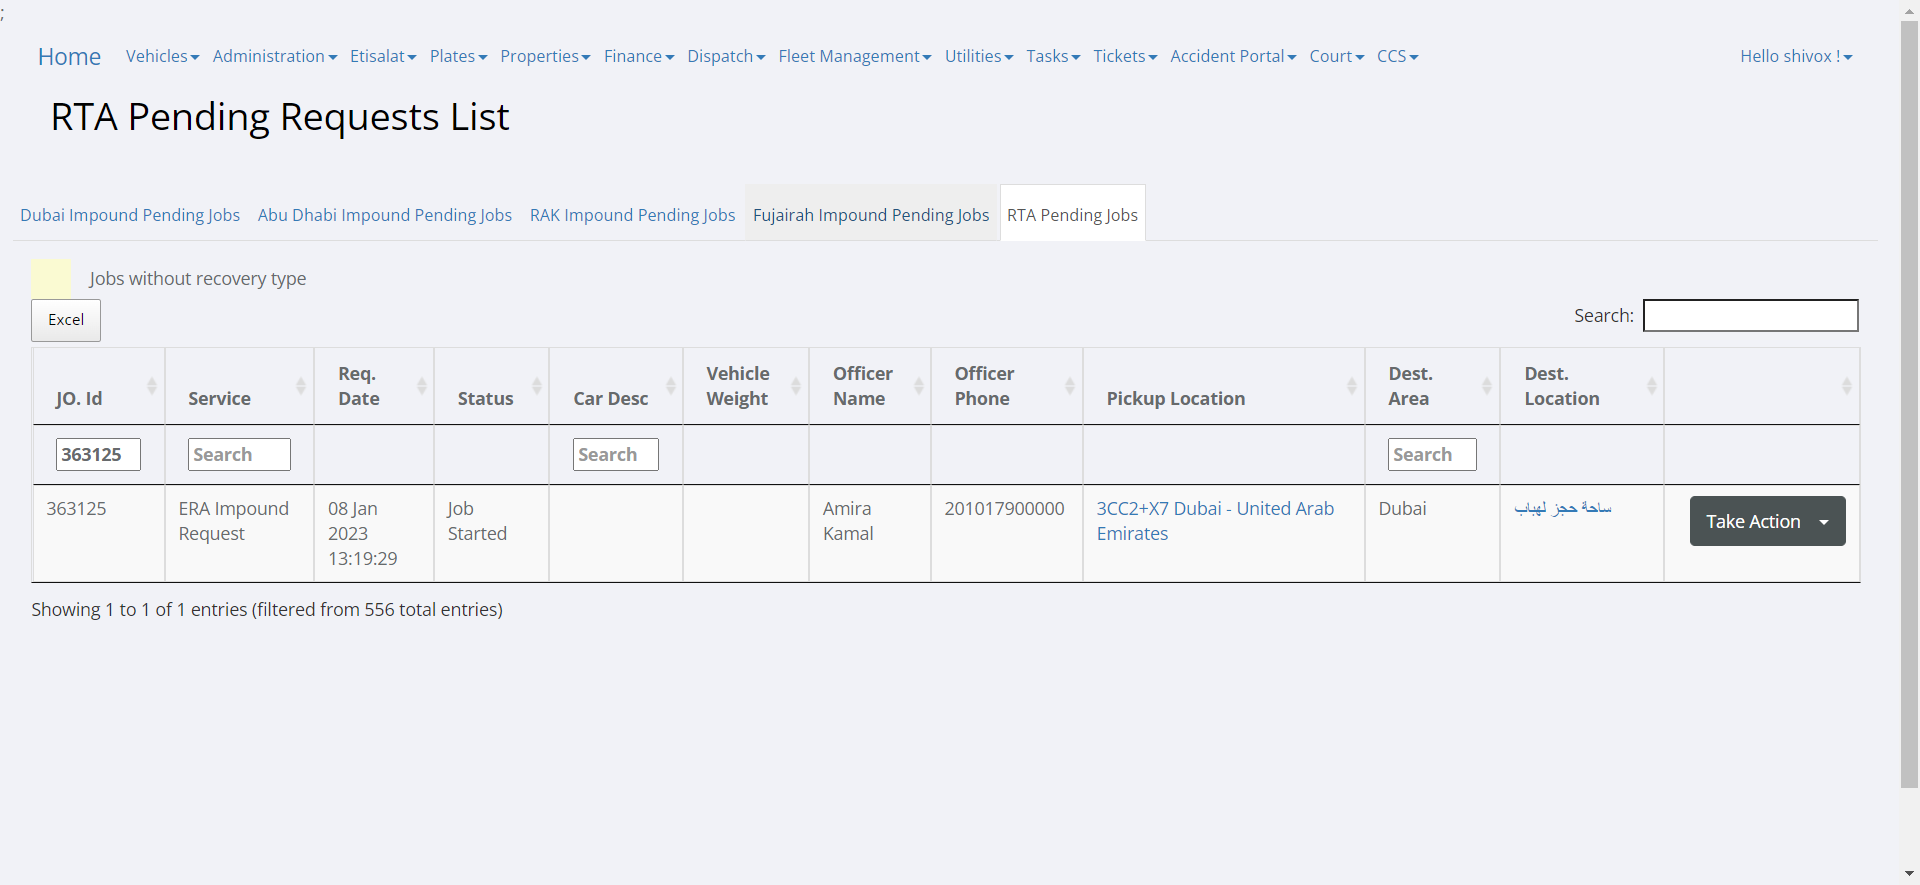 ;
Home Vehicles Administration Etisalat Plates Properties Finance Dispatch Fleet Management Utilities Tasks Tickets Accident Portal Court CCS Hello shivox !
RTA Pending Requests List
Dubai Impound Pending Jobs Abu Dhabi Impound Pending Jobs RAK Impound Pending Jobs Fujairah Impound Pending Jobs RTA Pending Jobs
Jobs without recovery type
Excel
Search:
JO. Id
Service
Req.
Date
Status
Car Desc
Vehicle
Weight
Officer
Name
Officer
Phone
Pickup Location
Dest.
Area
Dest.
Location
363125 Search Search Search
363125
ERA Impound
Request
08 Jan
2023
13:19:29
Job
Started
Amira
Kamal
201017900000
3CC2+X7 Dubai - United Arab
Emirates
Dubai
ساحة حجز لهباب
Take Action
Showing 1 to 1 of 1 entries (filtered from 556 total entries)